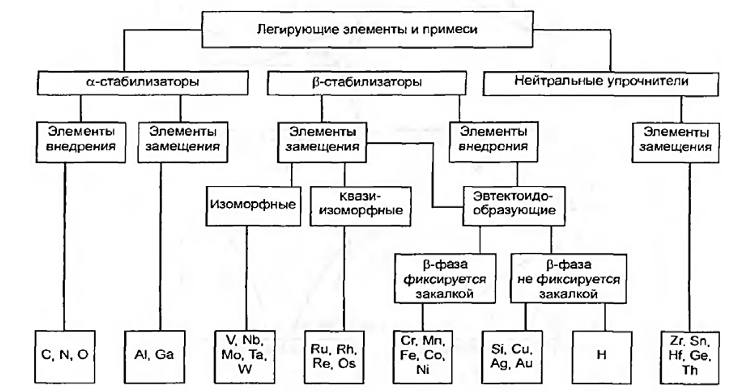 Легирующие элементы и примеси
α-стабилизаторы
β-стабилизаторы
Нейтральные упрочнители
Элементы
внедрения
Элементы
замещения
Элементы
замещения
Элементы
внедрония
Элементы
замещения
Изоморфные
Квази-
изоморфные
Эвтектоидо-
образующие
β-фаза
фиксируется
закалкой
β-фаза
не фиксируется
закалкой
C, N, O
Al, Ga
V, Nb,
Mo, Ta,
W
Ru, Rh,
Re, Os
Cr, Mn,
Fe, Co,
Ni
Si, Cu,
Ag, Au
H
Zr, Sn,
Hf, Ge,
Th